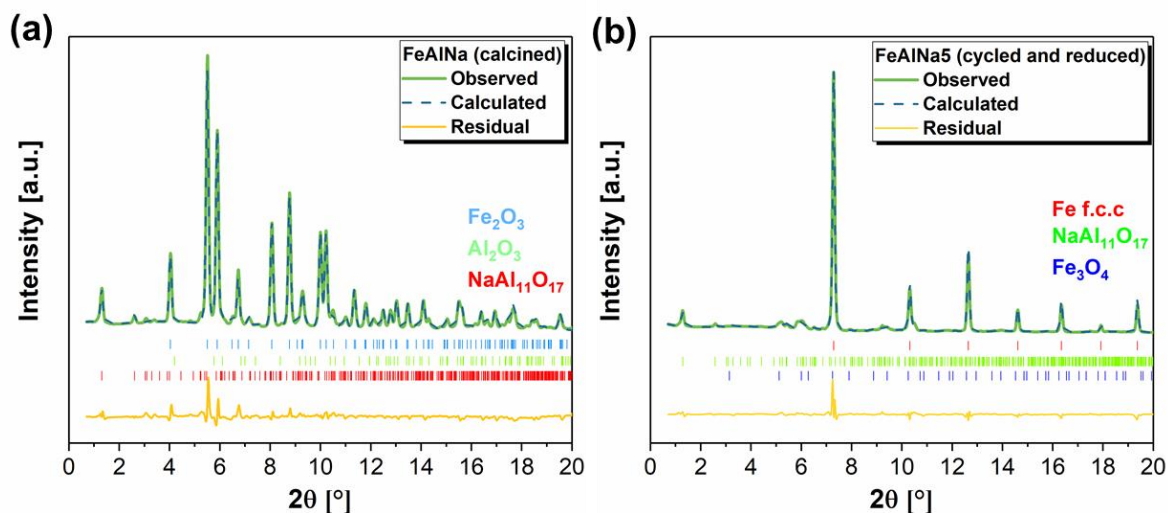 (a)
FeAlNa (calcined)
Observed
Calculated
Residual
Fe₂O₃
Al₂O₃
NaAl₁₁O₁₇
Intensity [a.u.]
0 2 4 6 8 10 12 14 16 18 20
2θ [°]
(b)
FeAlNa5 (cycled and reduced)
Observed
Calculated
Residual
Fe f.c.c
NaAl₁₁O₁₇
Fe₃O₄
Intensity [a.u.]
0 2 4 6 8 10 12 14 16 18 20
2θ [°]